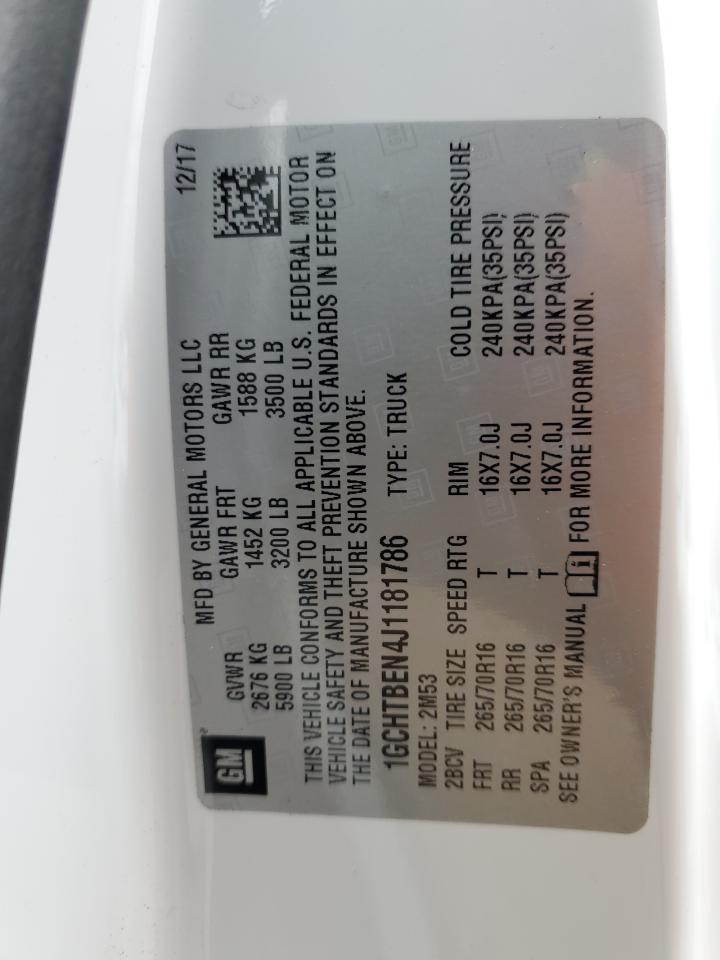 MFD BY GENERAL MOTORS LLC 12/17
GM
GVWR GAWR FRT GAWR RR
2676 KG 1452 KG 1588 KG
5900 LB 3200 LB 3500 LB
THIS VEHICLE CONFORMS TO ALL APPLICABLE U.S. FEDERAL MOTOR
VEHICLE SAFETY AND THEFT PREVENTION STANDARDS IN EFFECT ON
THE DATE OF MANUFACTURE SHOWN ABOVE.
1GCHTBEN4J1181786 TYPE: TRUCK
MODEL: 2M53
2BCV TIRE SIZE SPEED RTG RIM COLD TIRE PRESSURE
FRT 265/70R16 T 16X7.0J 240KPA(35PSI)
RR 265/70R16 T 16X7.0J 240KPA(35PSI)
SPA 265/70R16 T 16X7.0J 240KPA(35PSI)
SEE OWNER'S MANUAL i FOR MORE INFORMATION.